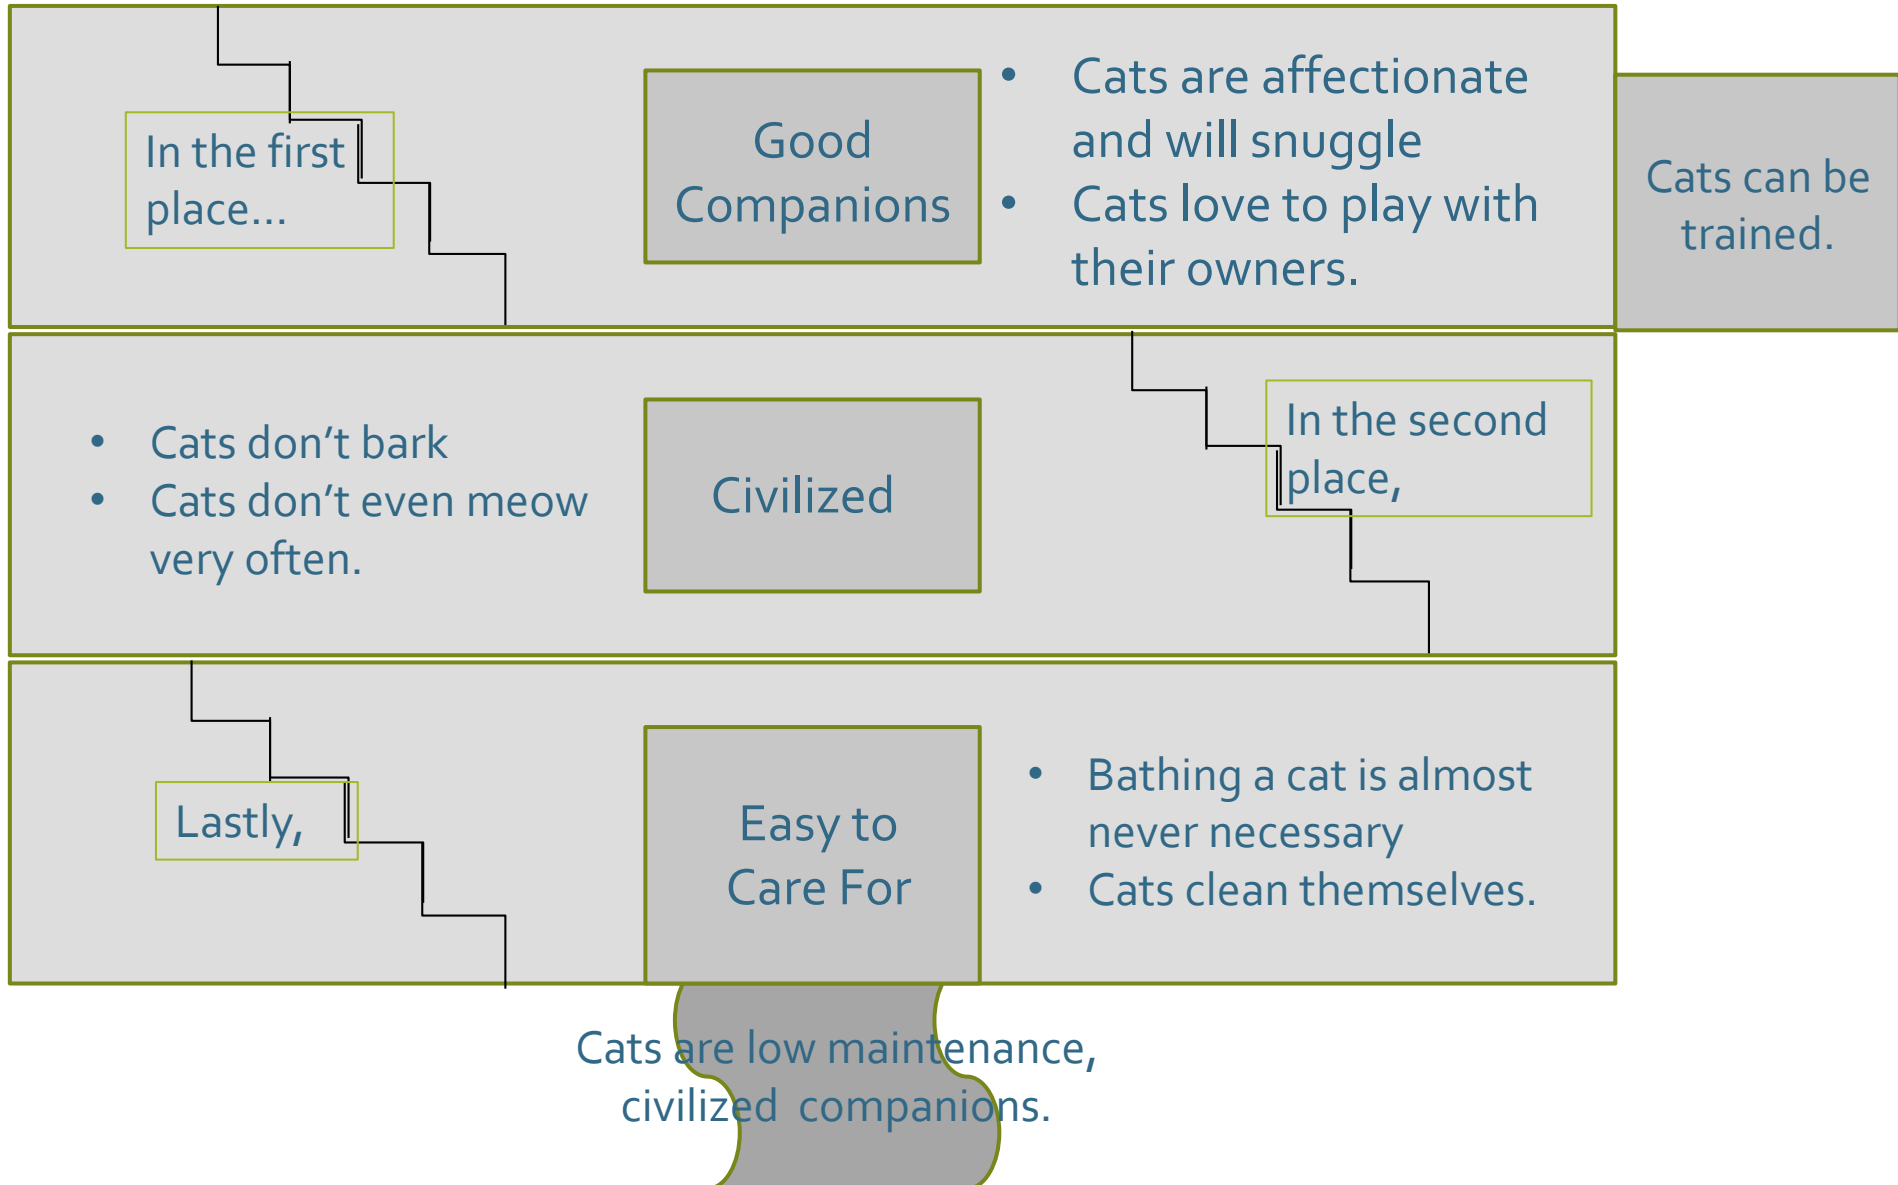 In the first
place...
Good
Companions
• Cats are affectionate
and will snuggle
• Cats love to play with
their owners.
Cats can be
trained.
• Cats don’t bark
• Cats don’t even meow
very often.
Civilized
In the second
place,
Lastly,
Easy to
Care For
• Bathing a cat is almost
never necessary
• Cats clean themselves.
Cats are low maintenance,
civilized companions.